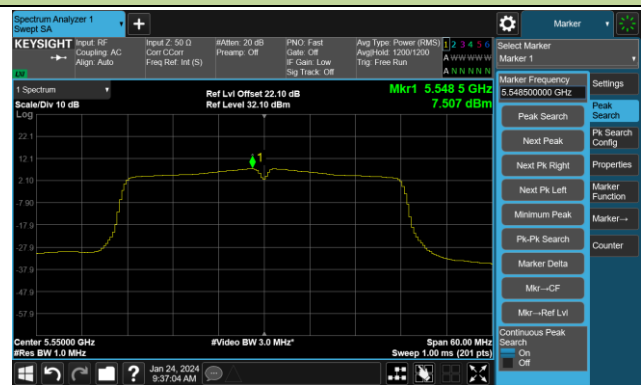 Spectrum Analyzer 1
Swept SA
+
Marker
KEYSIGHT
Input: RF
Coupling: AC
Align: Auto
Input Z: 50 Ω
Corr CCorr
Freq Ref: Int (S)
#Atten: 20 dB
Preamp: Off
PNO: Fast
Gate: Off
IF Gain: Low
Sig Track: Off
Avg Type: Power (RMS)
Avg|Hold: 1200/1200
Trig: Free Run
1 2 3 4 5 6
A W W W W W
A N N N N N
LW
Select Marker
Marker 1
1 Spectrum
Scale/Div 10 dB
Log
Ref Lvl Offset 22.10 dB
Ref Level 32.10 dBm
Mkr1 5.548 5 GHz
7.507 dBm
22.1
12.1
2.10
-7.90
-17.9
-27.9
-37.9
-47.9
-57.9
1
Center 5.55000 GHz
#Res BW 1.0 MHz
#Video BW 3.0 MHz*
Span 60.00 MHz
Sweep 1.00 ms (201 pts)
Marker Frequency
5.548500000 GHz
Peak Search
Next Peak
Next Pk Right
Next Pk Left
Minimum Peak
Pk-Pk Search
Marker Delta
Mkr→CF
Mkr→Ref Lvl
Continuous Peak
Search
On
Off
Settings
Peak
Search
Pk Search
Config
Properties
Marker
Function
Marker→
Counter
?
Jan 24, 2024
9:37:04 AM